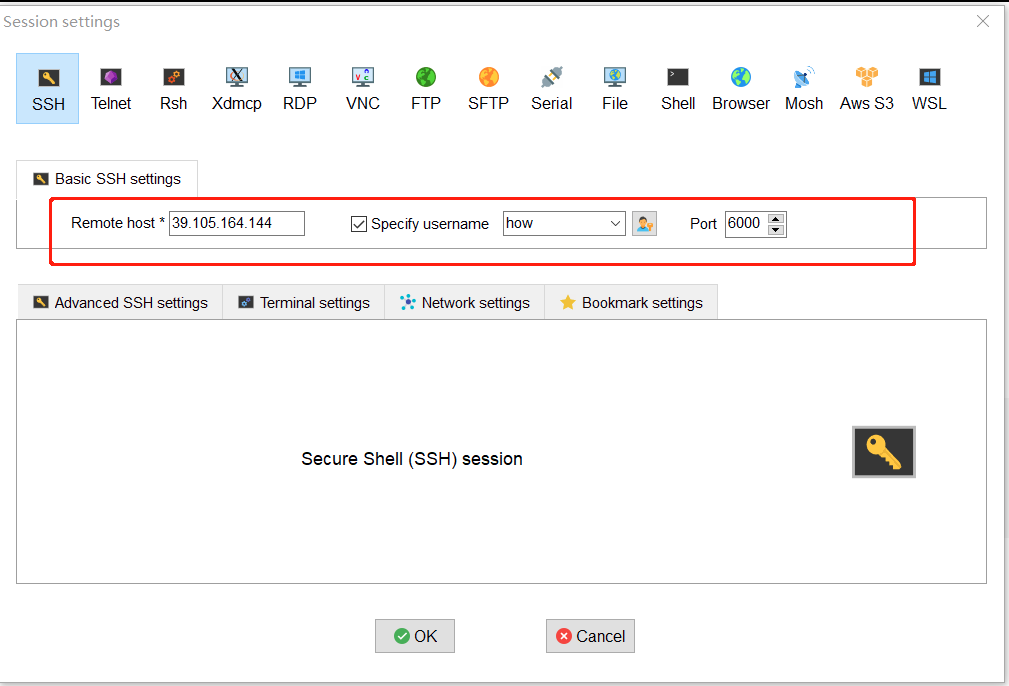 Session settings
SSH Telnet Rsh Xdmcp RDP VNC FTP SFTP Serial File Shell Browser Mosh Aws S3 WSL
Basic SSH settings
Remote host * 39.105.164.144 Specify username how Port 6000
Advanced SSH settings Terminal settings Network settings Bookmark settings
Secure Shell (SSH) session
OK Cancel